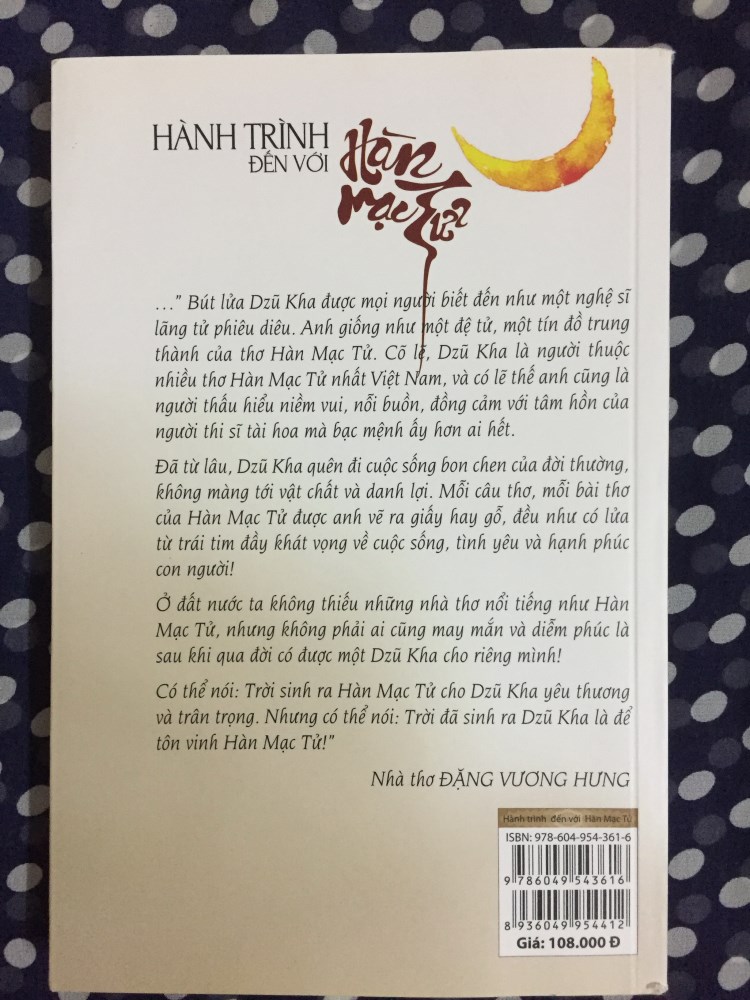 HÀNH TRÌNH
ĐẾN VỚI
Hàn
Mạc Tử
..." Bút lửa Dzũ Kha được mọi người biết đến như một nghệ sĩ
lãng tử phiêu diêu. Anh giống như một đệ tử, một tín đồ trung
thành của thơ Hàn Mạc Tử. Cõ lẽ, Dzũ Kha là người thuộc
nhiều thơ Hàn Mạc Tử nhất Việt Nam, và có lẽ thế anh cũng là
người thấu hiểu niềm vui, nỗi buồn, đồng cảm với tâm hồn của
người thi sĩ tài hoa mà bạc mệnh ấy hơn ai hết.
Đã từ lâu, Dzũ Kha quên đi cuộc sống bon chen của đời thường,
không màng tới vật chất và danh lợi. Mỗi câu thơ, mỗi bài thơ
của Hàn Mạc Tử được anh vẽ ra giấy hay gỗ, đều như có lửa
từ trái tim đầy khát vọng về cuộc sống, tình yêu và hạnh phúc
con người!
Ở đất nước ta không thiếu những nhà thơ nổi tiếng như Hàn
Mạc Tử, nhưng không phải ai cũng may mắn và diễm phúc là
sau khi qua đời có được một Dzũ Kha cho riêng mình!
Có thể nói: Trời sinh ra Hàn Mạc Tử cho Dzũ Kha yêu thương
và trân trọng. Nhưng có thể nói: Trời đã sinh ra Dzũ Kha là để
tôn vinh Hàn Mạc Tử!"
Nhà thơ ĐẶNG VƯƠNG HƯNG
Hành trình đến với Hàn Mạc Tử
ISBN: 978-604-954-361-6
9 786049 543616
8 936049 954412
Giá: 108.000 Đ